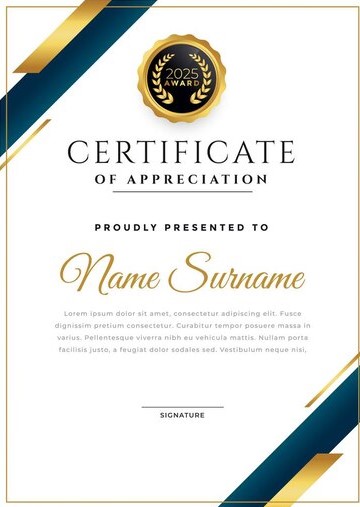 2025
AWARD
CERTIFICATE
OF APPRECIATION
PROUDLY PRESENTED TO
Name Surname
Lorem ipsum dolor sit amet, consectetur adipiscing elit. Fusce
dignissim pretium consectetur. Curabitur tempor posuere massa in
varius. Pellentesque viverra nibh eu vehicula mattis. Nullam porta
facilisis justo, a feugiat dolor sodales sed. Vestibulum neque nisi,
SIGNATURE